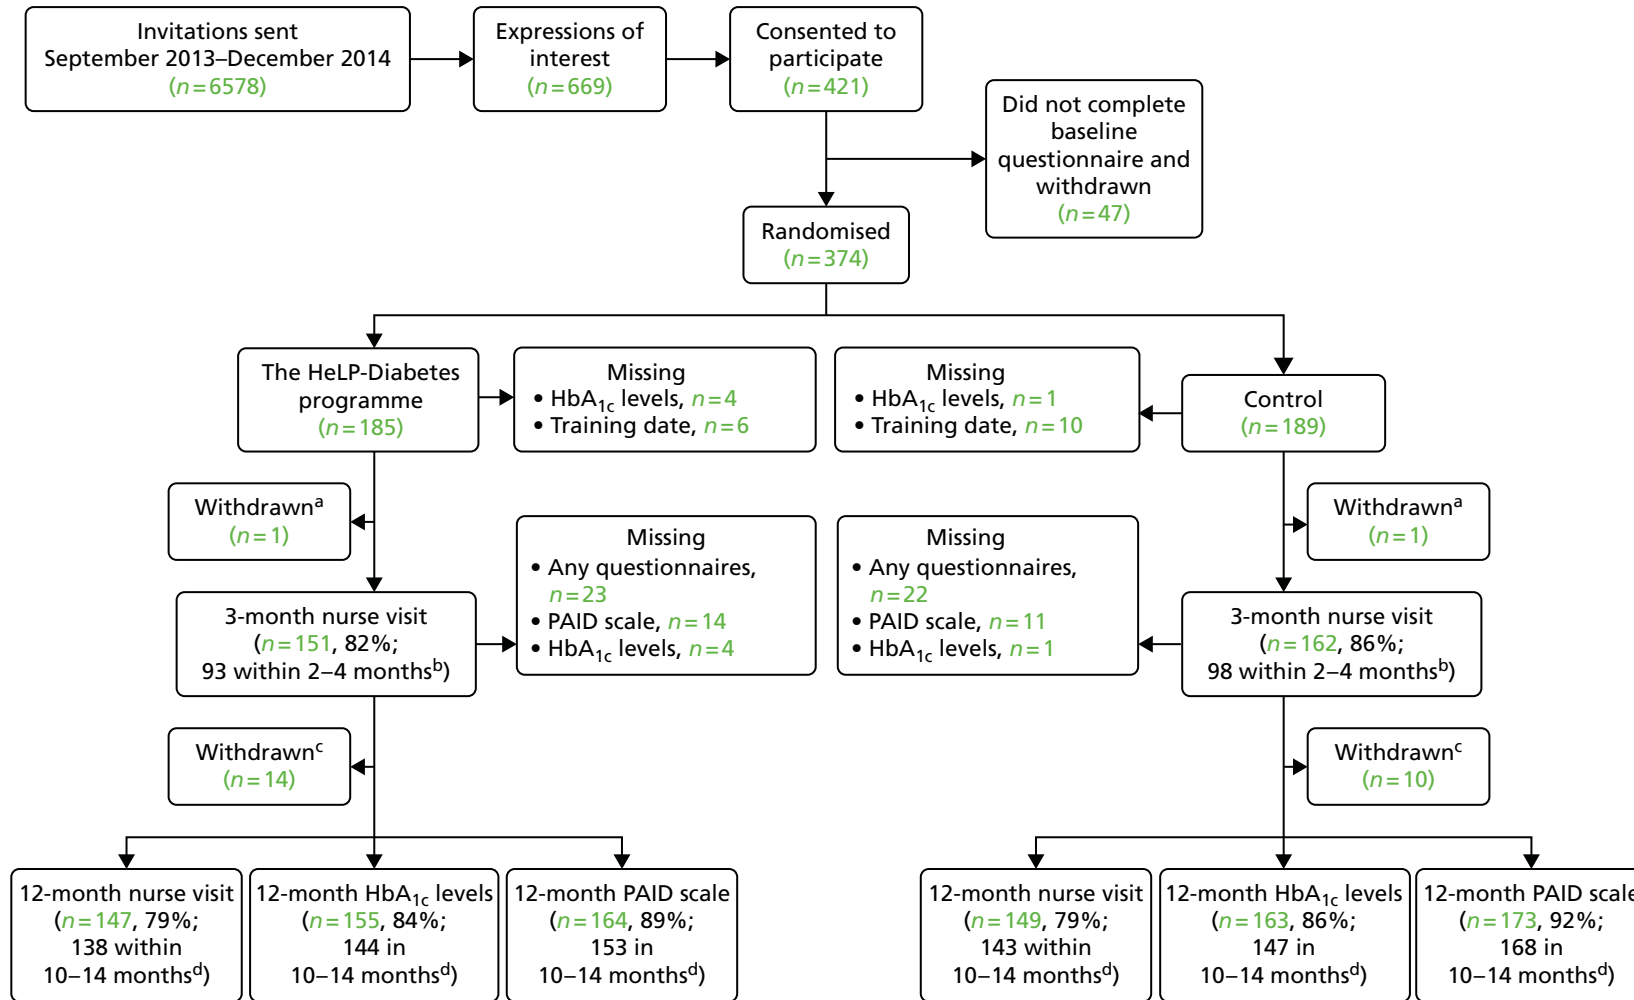 Invitations sent
September 2013–December 2014
(n=6578)
Expressions of
interest
(n=669)
Consented to
participate
(n=421)
Did not complete
baseline
questionnaire and
withdrawn
(n=47)
Randomised
(n=374)
The HeLP-Diabetes
programme
(n=185)
Missing
• HbA1c levels, n=4
• Training date, n=6
Missing
• HbA1c levels, n=1
• Training date, n=10
Control
(n=189)
Withdrawna
(n=1)
Withdrawna
(n=1)
3-month nurse visit
(n=151, 82%;
93 within 2–4 monthsb)
Missing
• Any questionnaires,
n=23
• PAID scale, n=14
• HbA1c levels, n=4
Missing
• Any questionnaires,
n=22
• PAID scale, n=11
• HbA1c levels, n=1
3-month nurse visit
(n=162, 86%;
98 within 2–4 monthsb)
Withdrawnc
(n=14)
Withdrawnc
(n=10)
12-month nurse visit
(n=147, 79%;
138 within
10–14 monthsd)
12-month HbA1c levels
(n=155, 84%;
144 in
10–14 monthsd)
12-month PAID scale
(n=164, 89%;
153 in
10–14 monthsd)
12-month nurse visit
(n=149, 79%;
143 within
10–14 monthsd)
12-month HbA1c levels
(n=163, 86%;
147 in
10–14 monthsd)
12-month PAID scale
(n=173, 92%;
168 in
10–14 monthsd)